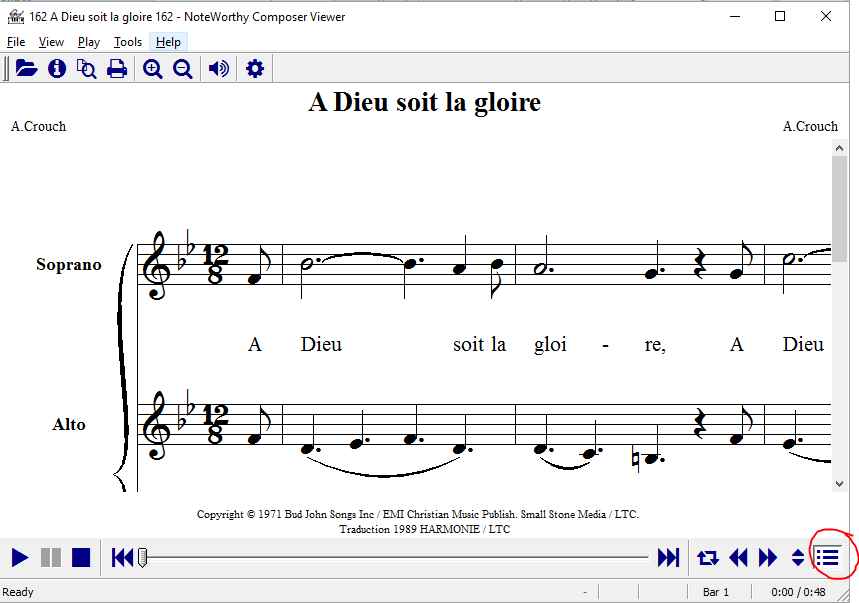 162 A Dieu soit la gloire 162 - NoteWorthy Composer Viewer
File View Play Tools Help
A Dieu soit la gloire
A.Crouch A.Crouch
Soprano
12
8
A Dieu soit la gloi - re, A Dieu
Alto
12
8
Copyright © 1971 Bud John Songs Inc / EMI Christian Music Publish. Small Stone Media / LTC.
Traduction 1989 HARMONIE / LTC
Ready - Bar 1 0:00 / 0:48